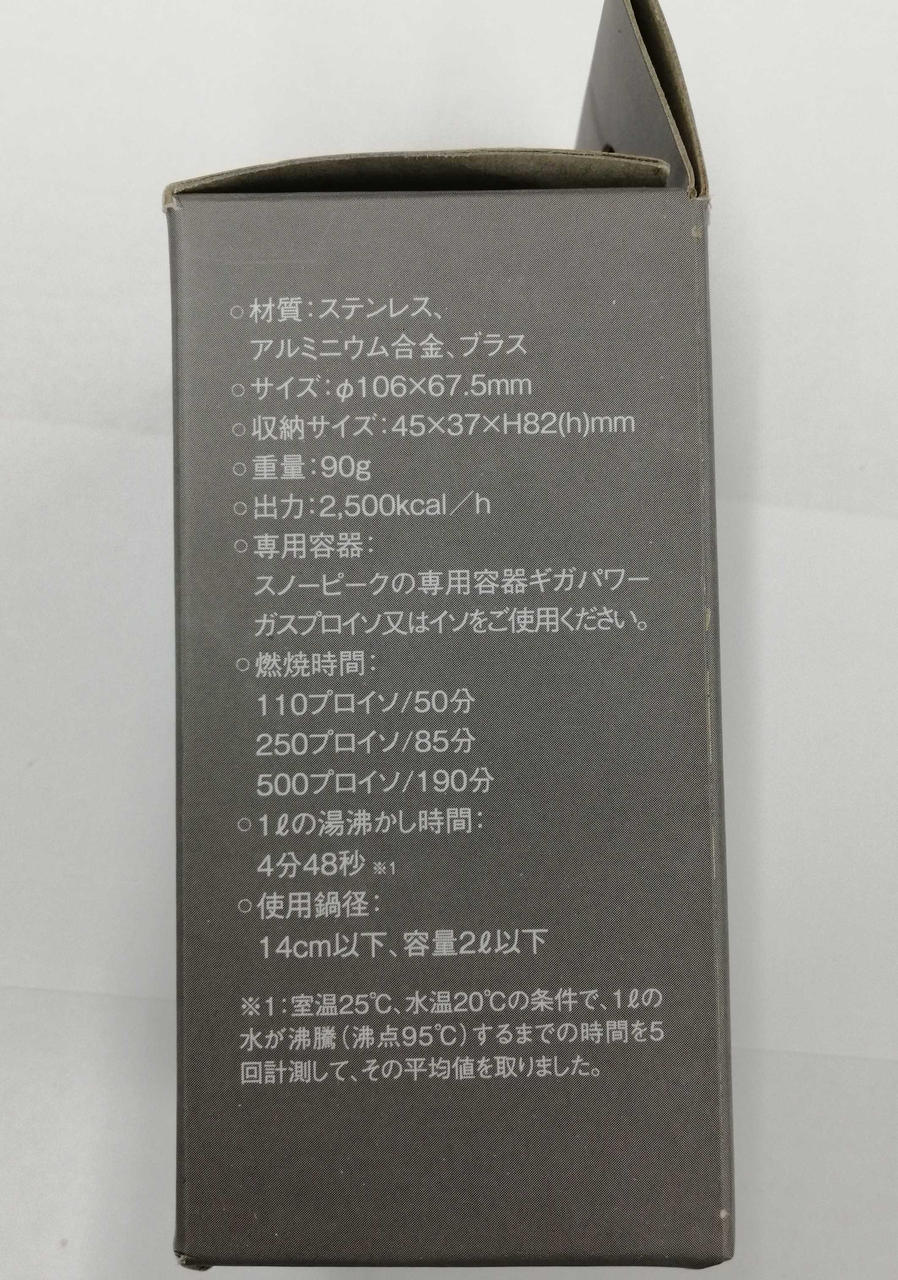 ○材質：ステンレス、
アルミニウム合金、ブラス
○サイズ：φ106×67.5mm
○収納サイズ：45×37×H82(h)mm
○重量：90g
○出力：2,500kcal／h
○専用容器：
スノーピークの専用容器ギガパワー
ガスプロイソ又はイソをご使用ください。
○燃焼時間：
110プロイソ/50分
250プロイソ/85分
500プロイソ/190分
○1ℓの湯沸かし時間：
4分48秒 ※1
○使用鍋径：
14cm以下、容量2ℓ以下
※1：室温25℃、水温20℃の条件で、1ℓの
水が沸騰（沸点95℃）するまでの時間を5
回計測して、その平均値を取りました。